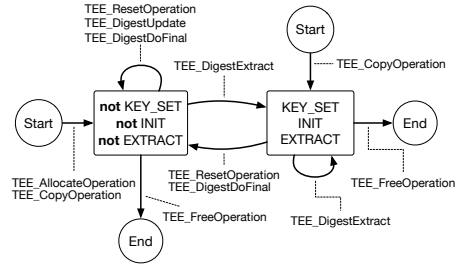 TEE_ResetOperation
TEE_DigestUpdate
TEE_DigestDoFinal
Start
TEE_DigestExtract
TEE_CopyOperation
Start
not KEY_SET
not INIT
not EXTRACT
KEY_SET
INIT
EXTRACT
End
TEE_AllocateOperation
TEE_CopyOperation
TEE_ResetOperation
TEE_DigestDoFinal
TEE_FreeOperation
TEE_FreeOperation
TEE_DigestExtract
End